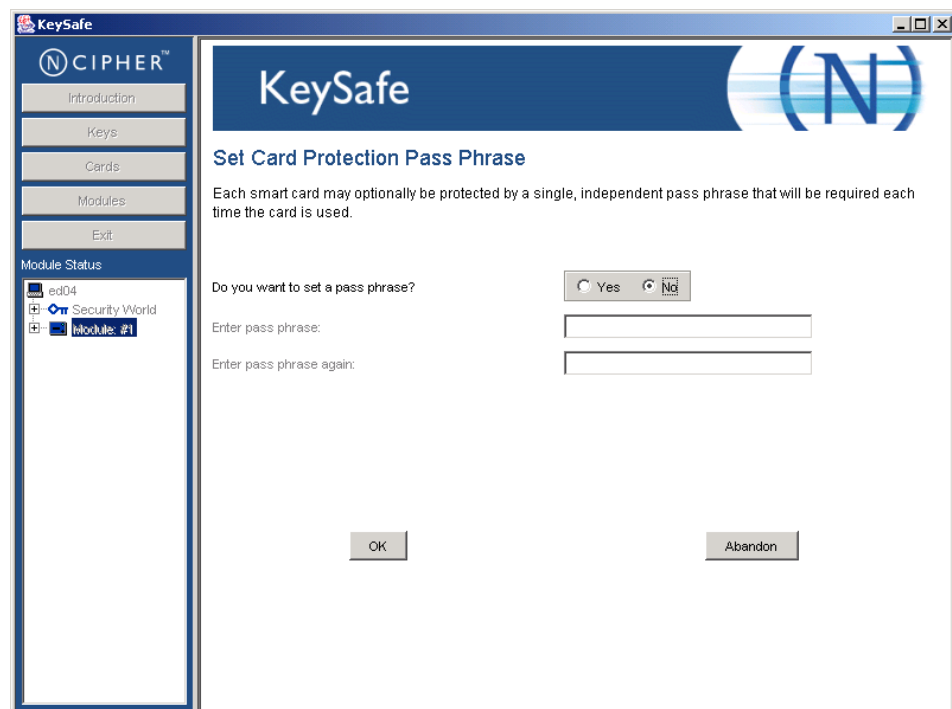 KeySafe
NCIPHER™
Introduction
Keys
Cards
Modules
Exit
Module Status
ed04
Security World
Module: #1
KeySafe
(N)
Set Card Protection Pass Phrase
Each smart card may optionally be protected by a single, independent pass phrase that will be required each
time the card is used.
Do you want to set a pass phrase?
Yes No
Enter pass phrase:
Enter pass phrase again:
OK
Abandon